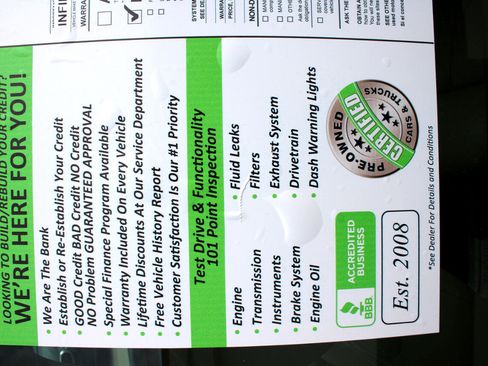 LOOKING TO BUILD/REBUILD YOUR CREDIT?
WE'RE HERE FOR YOU!
• We Are The Bank
• Establish or Re-Establish Your Credit
• GOOD Credit BAD Credit NO Credit
NO Problem GUARANTEED APPROVAL
• Special Finance Program Available
• Warranty Included On Every Vehicle
• Lifetime Discounts At Our Service Department
• Free Vehicle History Report
• Customer Satisfaction Is Our #1 Priority
Test Drive & Functionality
101 Point Inspection
• Engine
• Transmission
• Instruments
• Brake System
• Engine Oil
• Fluid Leaks
• Filters
• Exhaust System
• Drivetrain
• Dash Warning Lights
BBB
ACCREDITED
BUSINESS
Est. 2008
PRE-OWNED
CERTIFIED
CARS & TRUCKS
*See Dealer For Details and Conditions